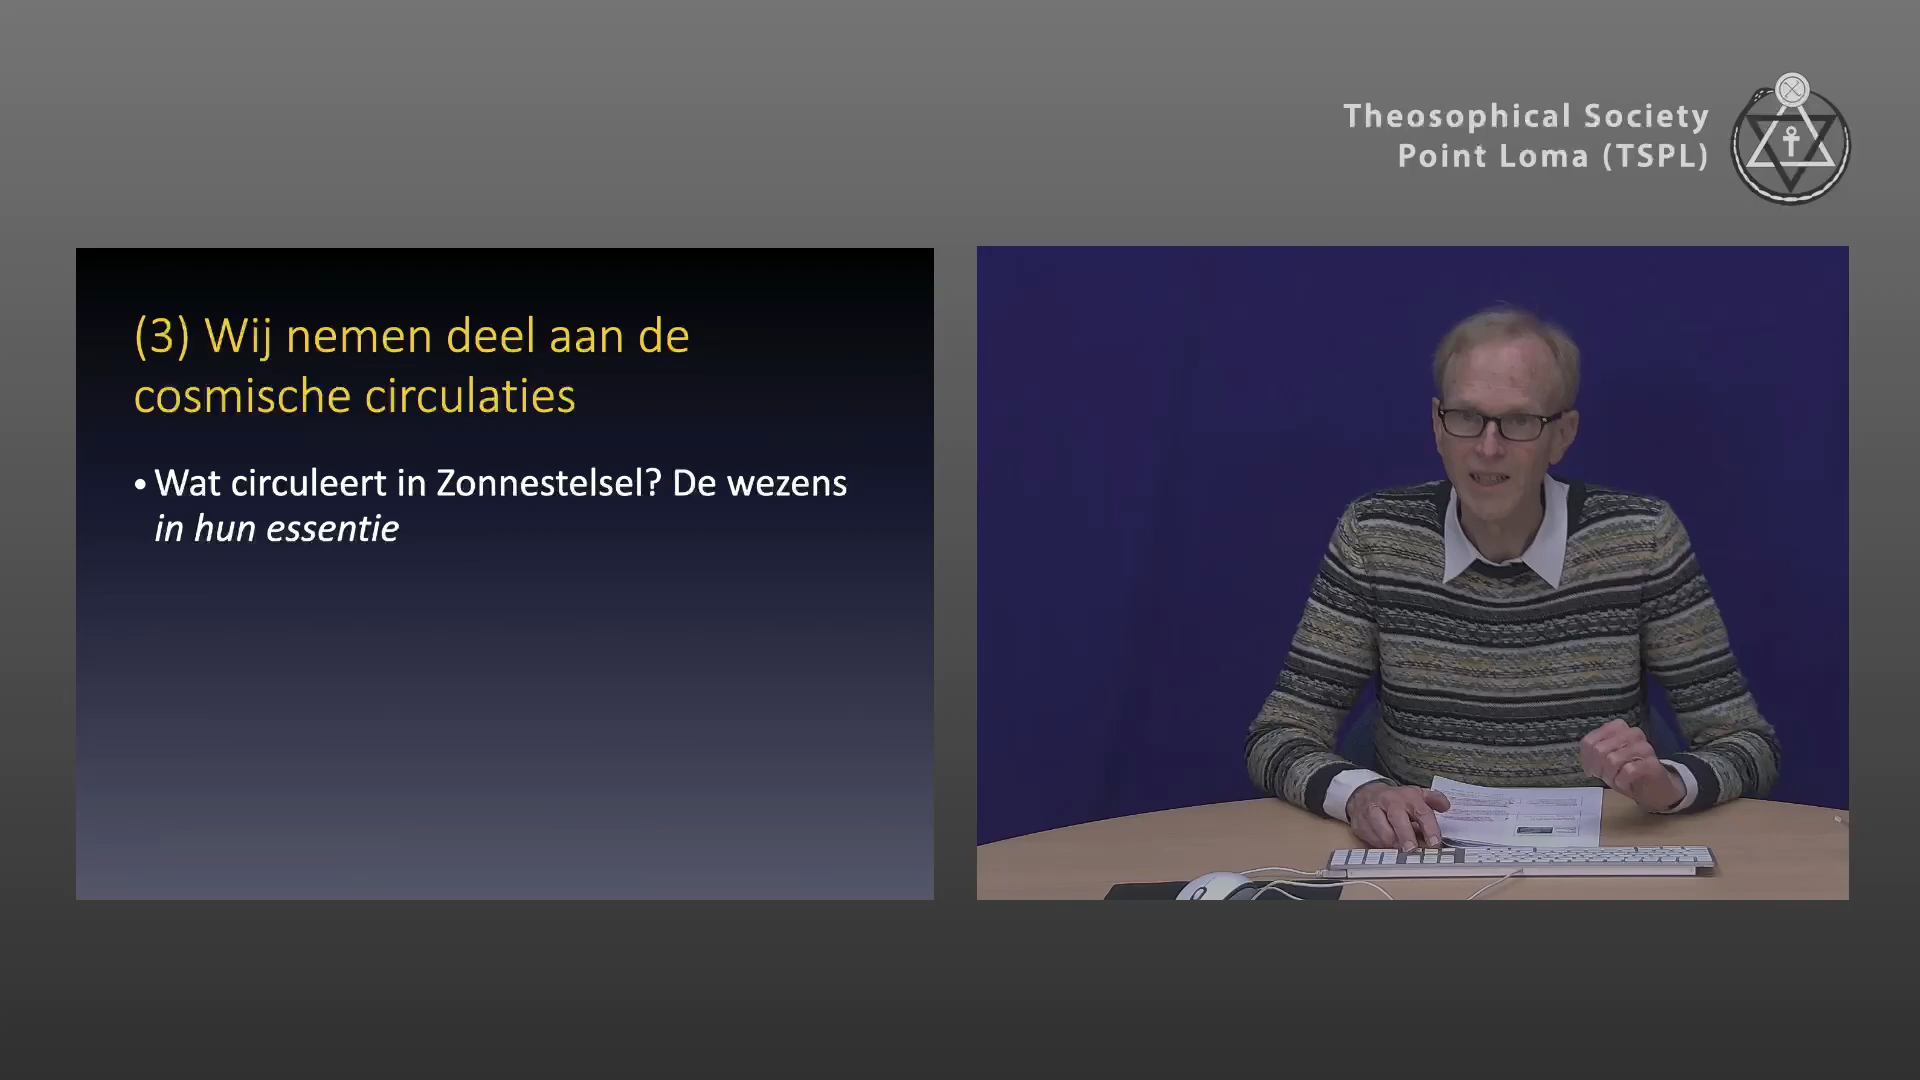 Theosophical Society
Point Loma (TSPL)
(3) Wij nemen deel aan de
cosmische circulaties
• Wat circuleert in Zonnestelsel? De wezens
in hun essentie